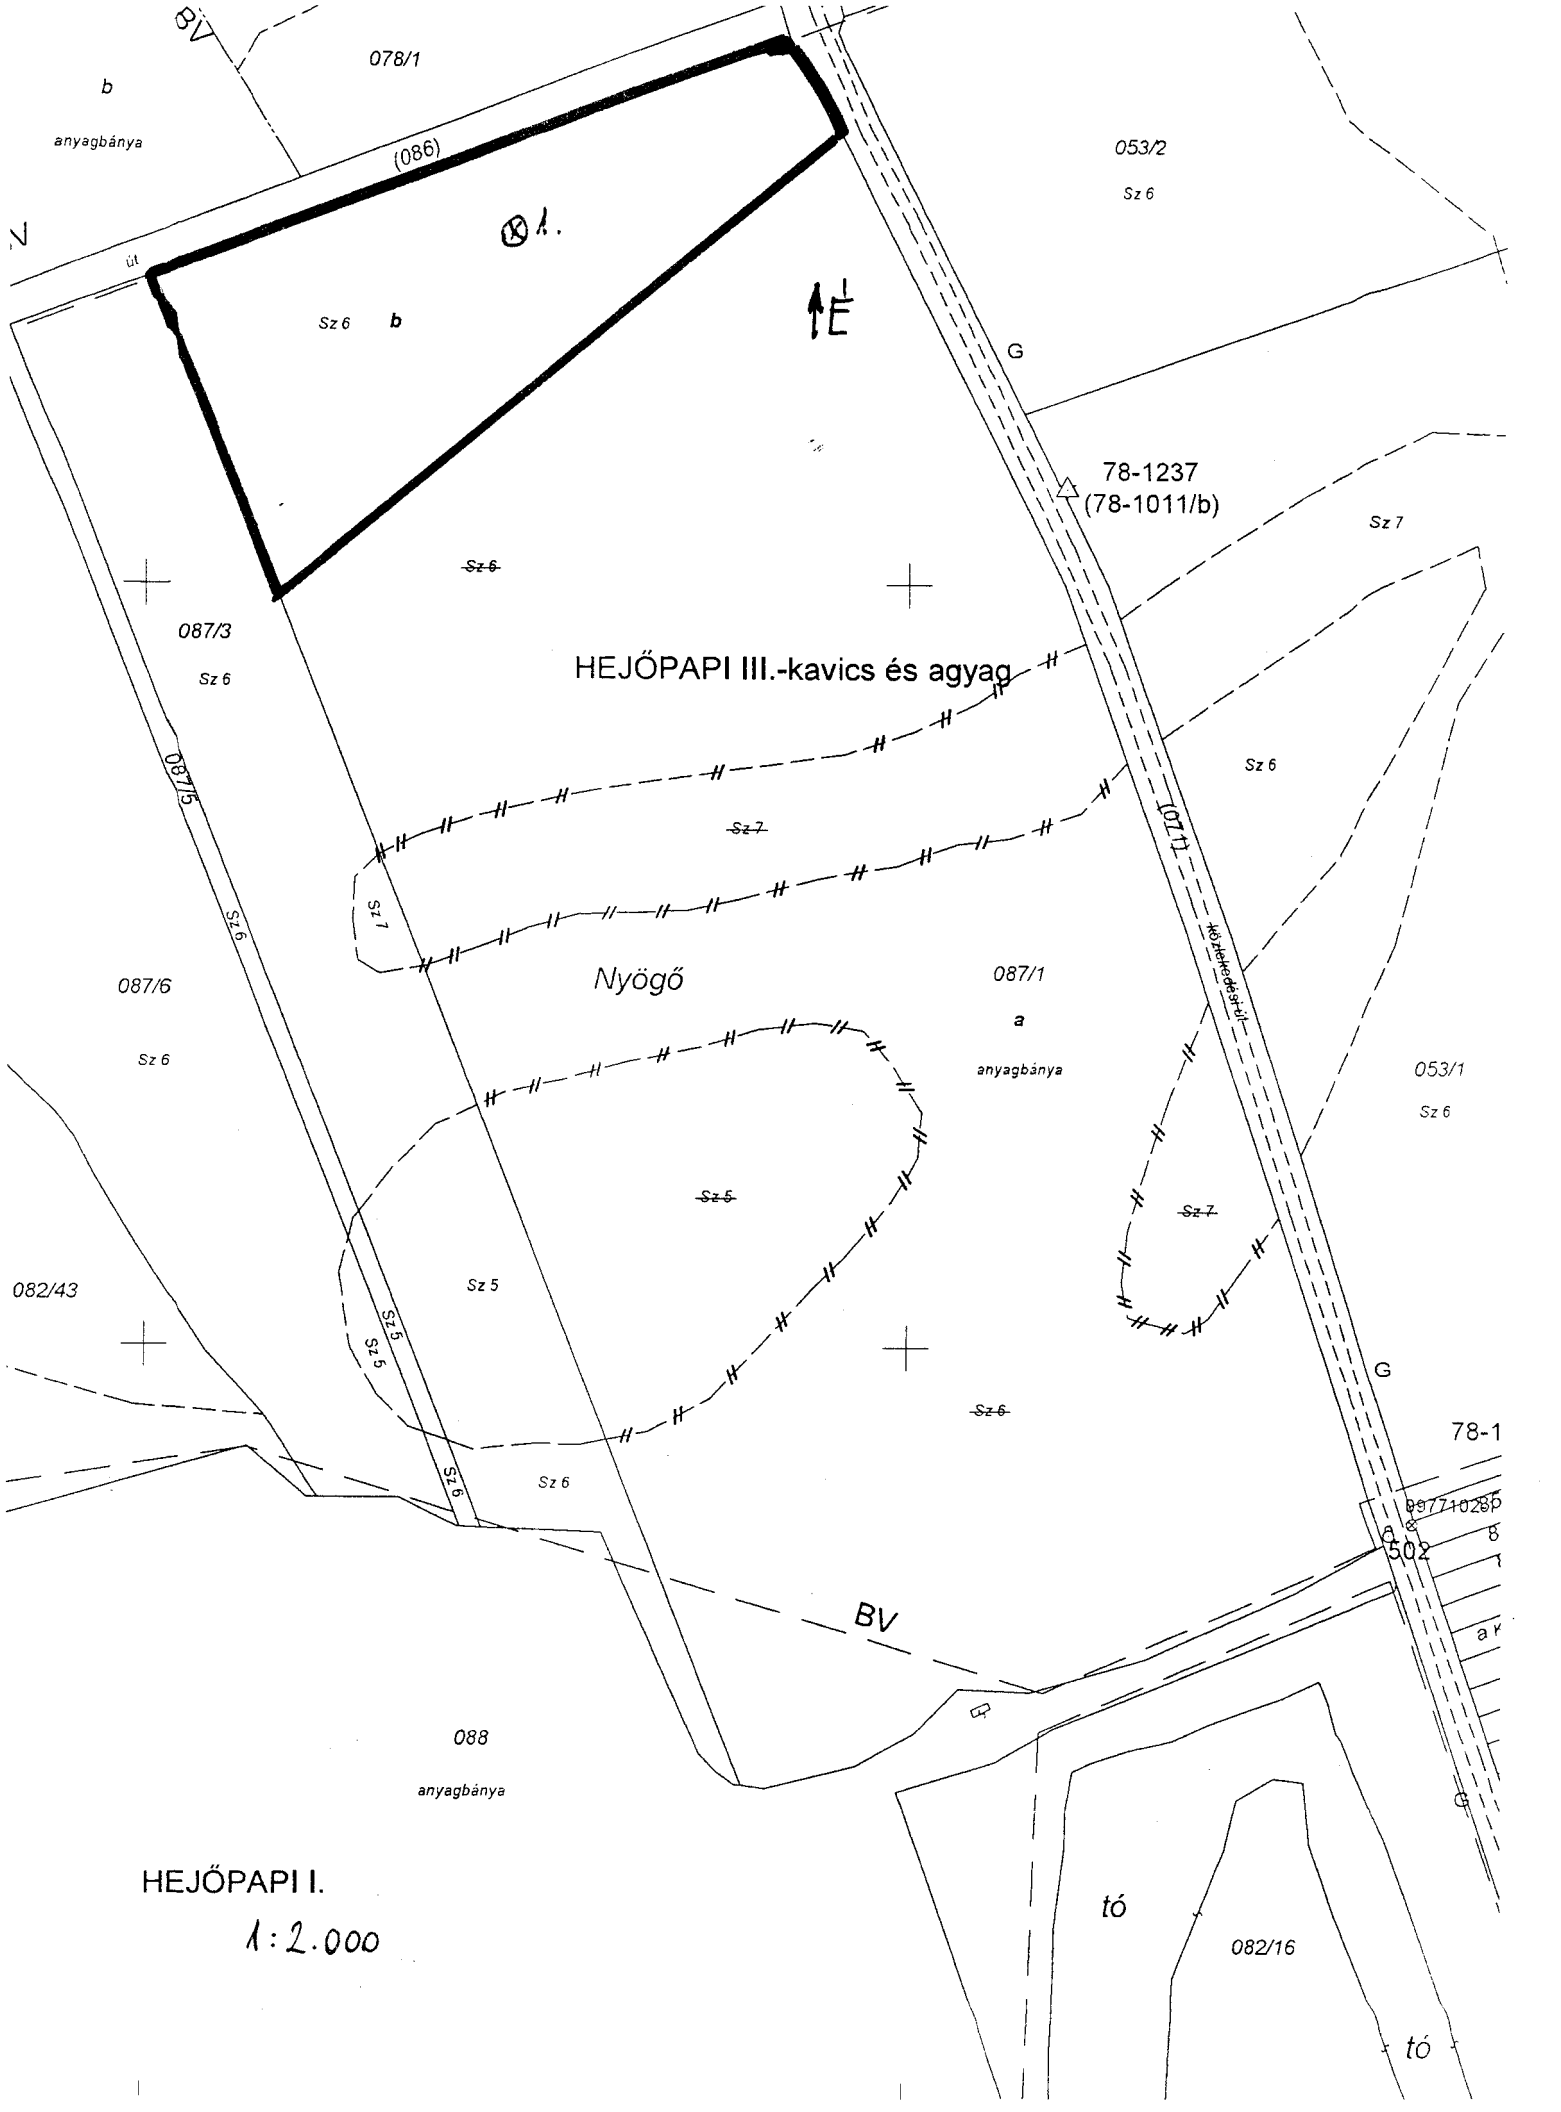 BV
078/1
b
anyagbánya
(086)
053/2
Sz 6
⊗ 1.
V
út
Sz 6 b
É
G
78-1237
(78-1011/b)
Sz 7
Sz 6
087/3
Sz 6
HEJŐPAPI III.-kavics és agyag
087/5
Sz 6
Sz 7
(071)
Sz 7
Sz 6
közlekedési út
087/6
Sz 6
Nyögő
087/1
a
anyagbánya
053/1
Sz 6
Sz 5
Sz 7
082/43
Sz 5
Sz 5
Sz 5
G
Sz 6
78-1
Sz 6
Sz 6
502
8
BV
a K
088
anyagbánya
G
HEJŐPAPI I.
1:2.000
tó
082/16
tó